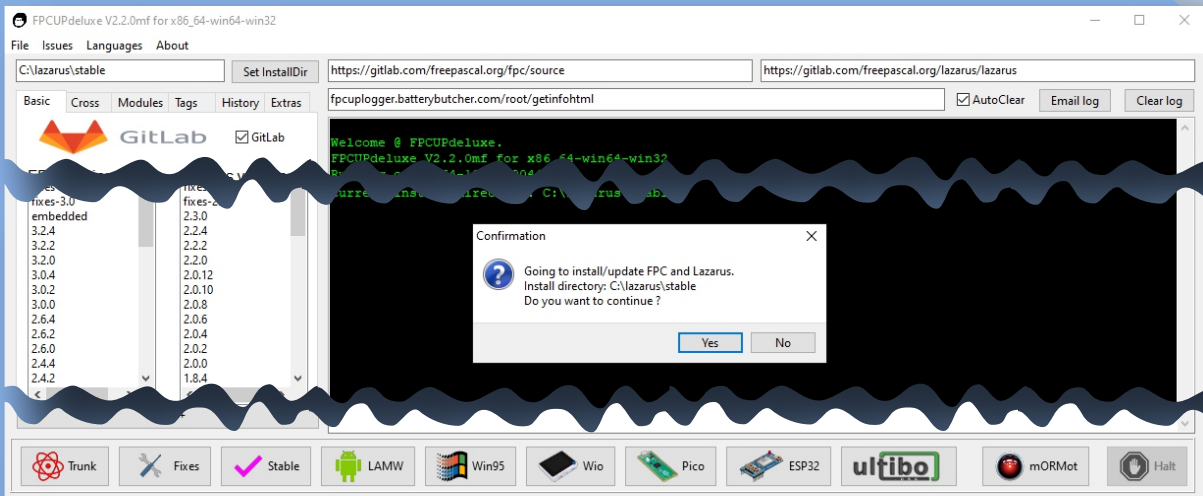 FPCUPdeluxe V2.2.0mf for x86_64-win64-win32
File Issues Languages About
C:\lazarus\stable Set InstallDir https://gitlab.com/freepascal.org/fpc/source https://gitlab.com/freepascal.org/lazarus/lazarus
Basic Cross Modules Tags History Extras fpcuplogger.batterybutcher.com/root/getinfohtml AutoClear Email log Clear log
GitLab GitLab
Welcome @ FPCUPdeluxe.
FPCUPdeluxe V2.2.0mf for x86_64-win64-win32
fixes-3.0
embedded 2.3.0
3.2.4 2.2.4
3.2.2 2.2.2
3.2.0 2.2.0
3.0.4 2.0.12
3.0.2 2.0.10
3.0.0 2.0.8
2.6.4 2.0.6
2.6.2 2.0.4
2.6.0 2.0.2
2.4.4 2.0.0
2.4.2 1.8.4
Confirmation
Going to install/update FPC and Lazarus.
Install directory: C:\lazarus\stable
Do you want to continue ?
Yes No
Trunk Fixes Stable LAMW Win95 Wio Pico ESP32 ultibo mORMot Halt